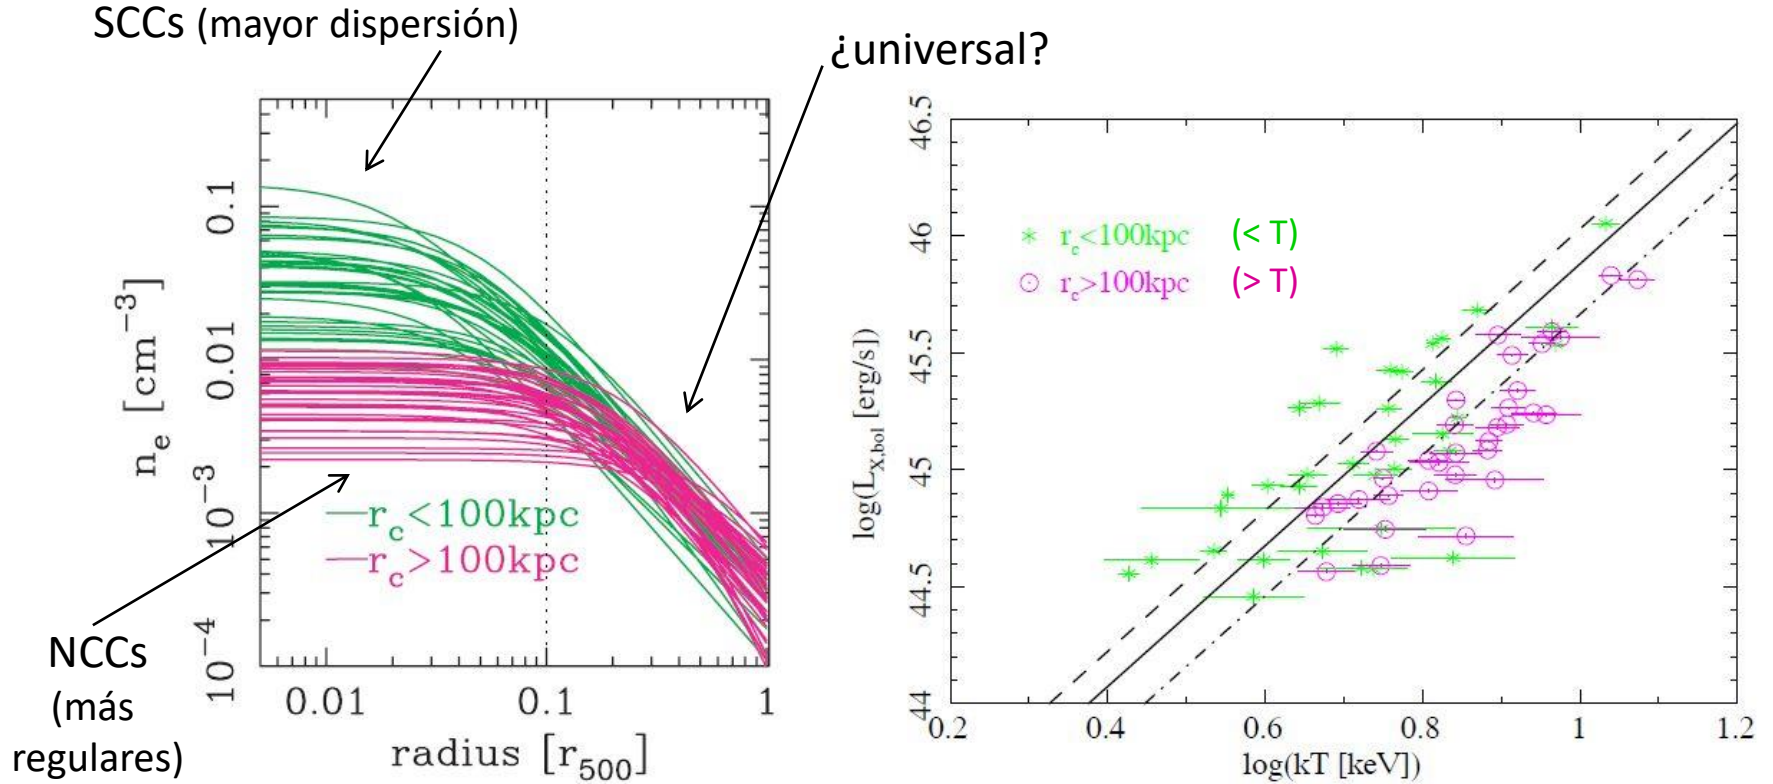 SCCs (mayor dispersión)
¿universal?
n_e [cm^−3]
0.1
0.01
10^−3
10^−4
r_c<100kpc
r_c>100kpc
0.01 0.1 1
radius [r_500]
NCCs
(más
regulares)
log(L_X,bol [erg/s])
46.5
46
45.5
45
44.5
44
r_c<100kpc (< T)
r_c>100kpc (> T)
0.2 0.4 0.6 0.8 1 1.2
log(kT [keV])